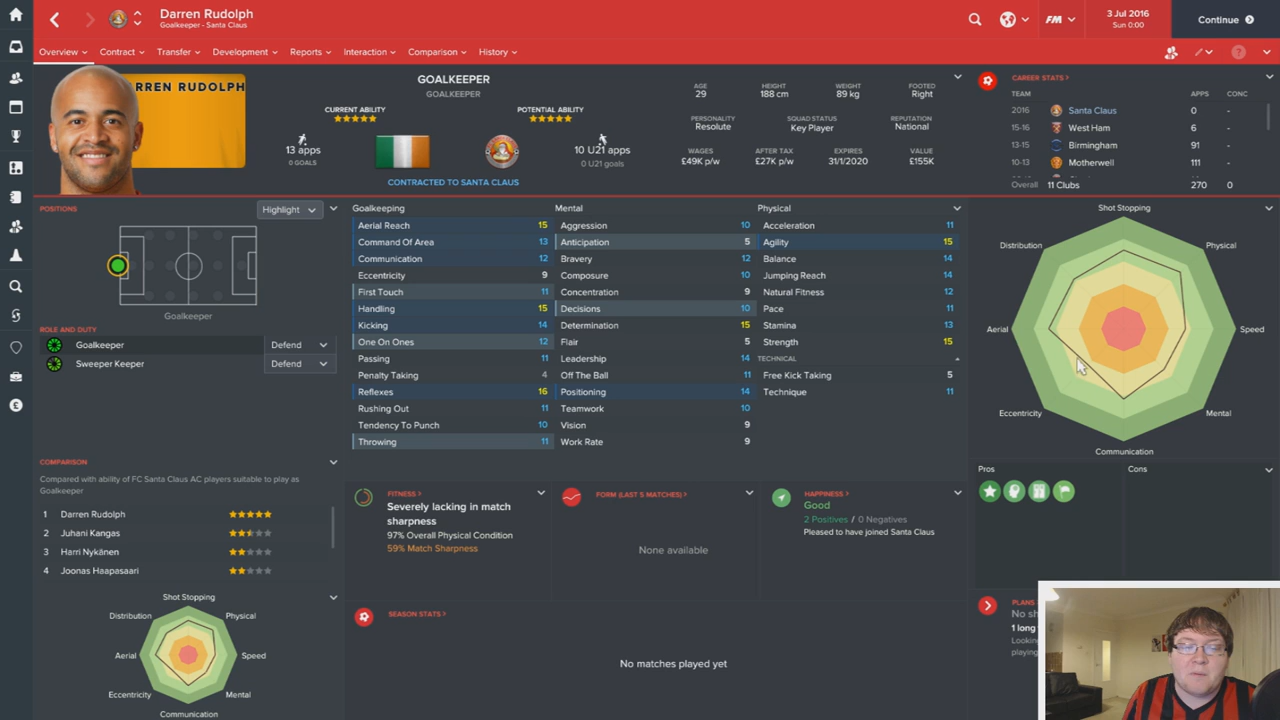 Darren Rudolph
Goalkeeper - Santa Claus
FM
3 Jul 2016
Sun 0:00
Continue
Overview
Contract
Transfer
Development
Reports
Interaction
Comparison
History
RREN RUDOLPH
GOALKEEPER
GOALKEEPER
CURRENT ABILITY
POTENTIAL ABILITY
13 apps
0 GOALS
10 U21 apps
0 U21 goals
CONTRACTED TO SANTA CLAUS
AGE
29
HEIGHT
188 cm
WEIGHT
89 kg
FOOTED
Right
PERSONALITY
Resolute
SQUAD STATUS
Key Player
REPUTATION
National
WAGES
£49K p/w
AFTER TAX
£27K p/w
EXPIRES
31/1/2020
VALUE
£155K
CAREER STATS >
TEAM APPS CONC
2016 Santa Claus 0 -
15-16 West Ham 6 -
13-15 Birmingham 91 -
10-13 Motherwell 111 -
Overall 11 Clubs 270 0
POSITIONS
Highlight
Goalkeeper
ROLE AND DUTY
Goalkeeper Defend
Sweeper Keeper Defend
COMPARISON
Compared with ability of FC Santa Claus AC players suitable to play as
Goalkeeper
1 Darren Rudolph
2 Juhani Kangas
3 Harri Nykänen
4 Joonas Haapasaari
Shot Stopping
Distribution
Physical
Aerial
Speed
Eccentricity
Mental
Communication
Goalkeeping
Aerial Reach 15
Command Of Area 13
Communication 12
Eccentricity 9
First Touch 11
Handling 15
Kicking 14
One On Ones 12
Passing 11
Penalty Taking 4
Reflexes 16
Rushing Out 11
Tendency To Punch 10
Throwing 11
Mental
Aggression 10
Anticipation 5
Bravery 12
Composure 10
Concentration 9
Decisions 10
Determination 15
Flair 5
Leadership 14
Off The Ball 11
Positioning 14
Teamwork 10
Vision 9
Work Rate 9
Physical
Acceleration 11
Agility 15
Balance 14
Jumping Reach 14
Natural Fitness 12
Pace 11
Stamina 13
Strength 15
TECHNICAL
Free Kick Taking 5
Technique 11
FITNESS >
Severely lacking in match
sharpness
97% Overall Physical Condition
59% Match Sharpness
FORM (LAST 5 MATCHES) >
None available
HAPPINESS >
Good
2 Positives / 0 Negatives
Pleased to have joined Santa Claus
SEASON STATS >
No matches played yet
Shot Stopping
Distribution
Physical
Aerial
Speed
Eccentricity
Mental
Communication
Pros
Cons
PLANS
No sh
1 long
Looking
playing